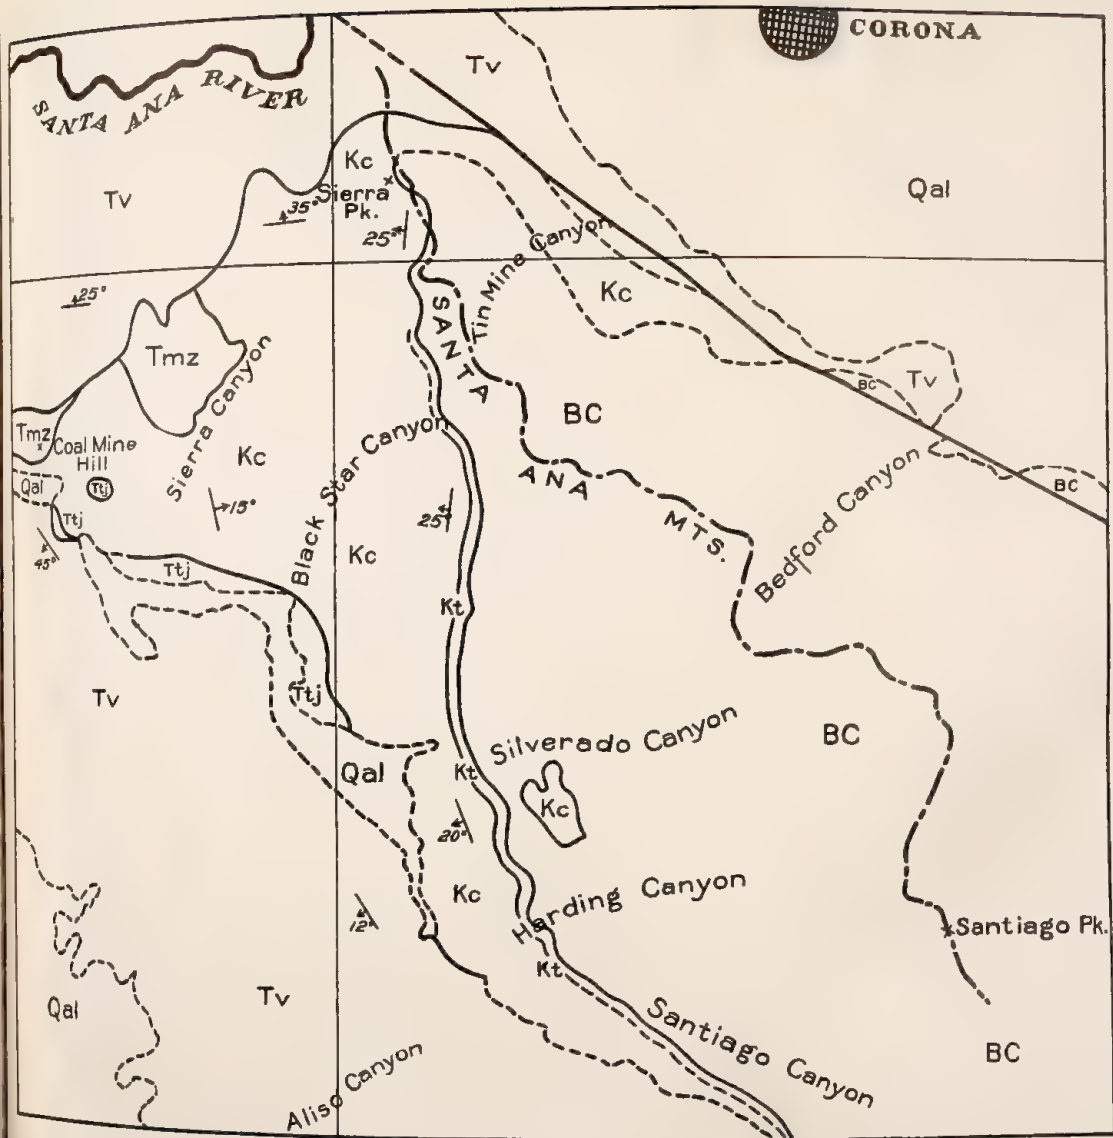 CORONA
Tv
SANTA ANA RIVER
Kc
Qal
Tv
Sierra
Pk.
35°
25°
Tin Mine Canyon
Kc
25°
SANTA
Tmz
Sierra Canyon
BC
BC
Tv
Tmz
Coal Mine
Hill
Kc
Black Star Canyon
ANA
Qal
Ttj
Ttj
15°
25°
MTS.
Bedford Canyon
BC
45°
Ttj
Kc
Kt
Tv
Ttj
Silverado Canyon
BC
Qal
Kt
Kc
20°
Kc
Harding Canyon
12°
Santiago Pk.
Kt
Qal
Tv
Santiago Canyon
BC
Aliso Canyon